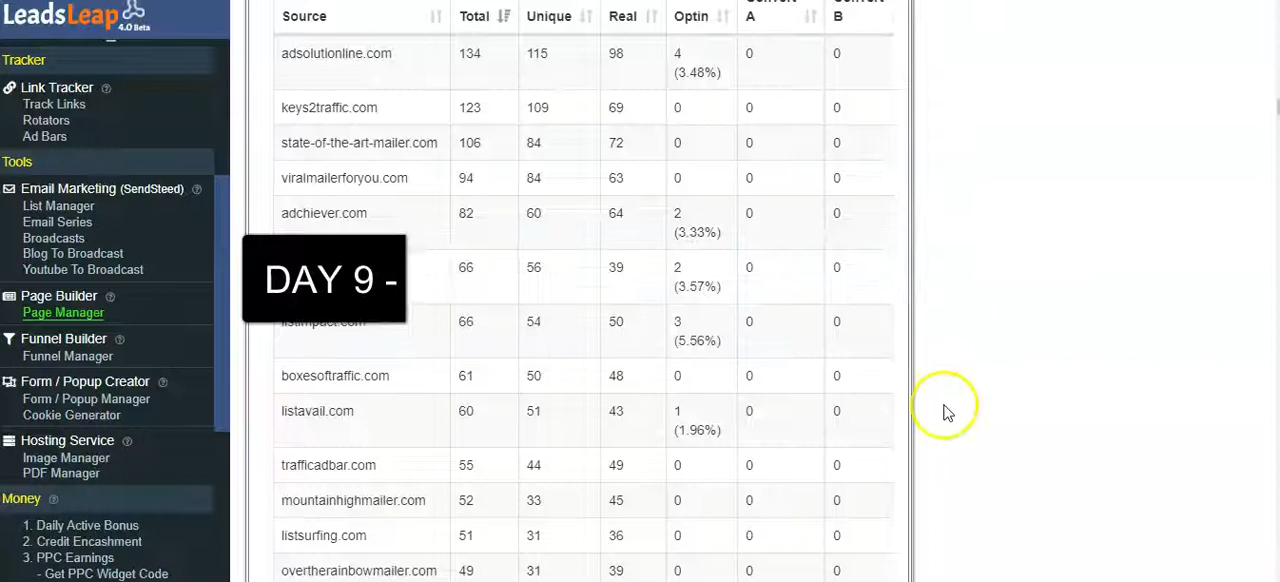 LeadsLeap
4.0 Beta
Tracker
Link Tracker
Track Links
Rotators
Ad Bars
Tools
Email Marketing (SendSteed)
List Manager
Email Series
Broadcasts
Blog To Broadcast
Youtube To Broadcast
Page Builder
Page Manager
Funnel Builder
Funnel Manager
Form / Popup Creator
Form / Popup Manager
Cookie Generator
Hosting Service
Image Manager
PDF Manager
Money
1. Daily Active Bonus
2. Credit Encashment
3. PPC Earnings
- Get PPC Widget Code
Source Total Unique Real Optin A B
adsolutionline.com 134 115 98 4 0 0
(3.48%)
keys2traffic.com 123 109 69 0 0 0
state-of-the-art-mailer.com 106 84 72 0 0 0
viralmailerforyou.com 94 84 63 0 0 0
adchiever.com 82 60 64 2 0 0
(3.33%)
DAY 9 -
66 56 39 2 0 0
(3.57%)
listimpact.com 66 54 50 3 0 0
(5.56%)
boxesoftraffic.com 61 50 48 0 0 0
listavail.com 60 51 43 1 0 0
(1.96%)
trafficadbar.com 55 44 49 0 0 0
mountainhighmailer.com 52 33 45 0 0 0
listsurfing.com 51 31 36 0 0 0
overtherainbowmailer.com 49 31 39 0 0 0